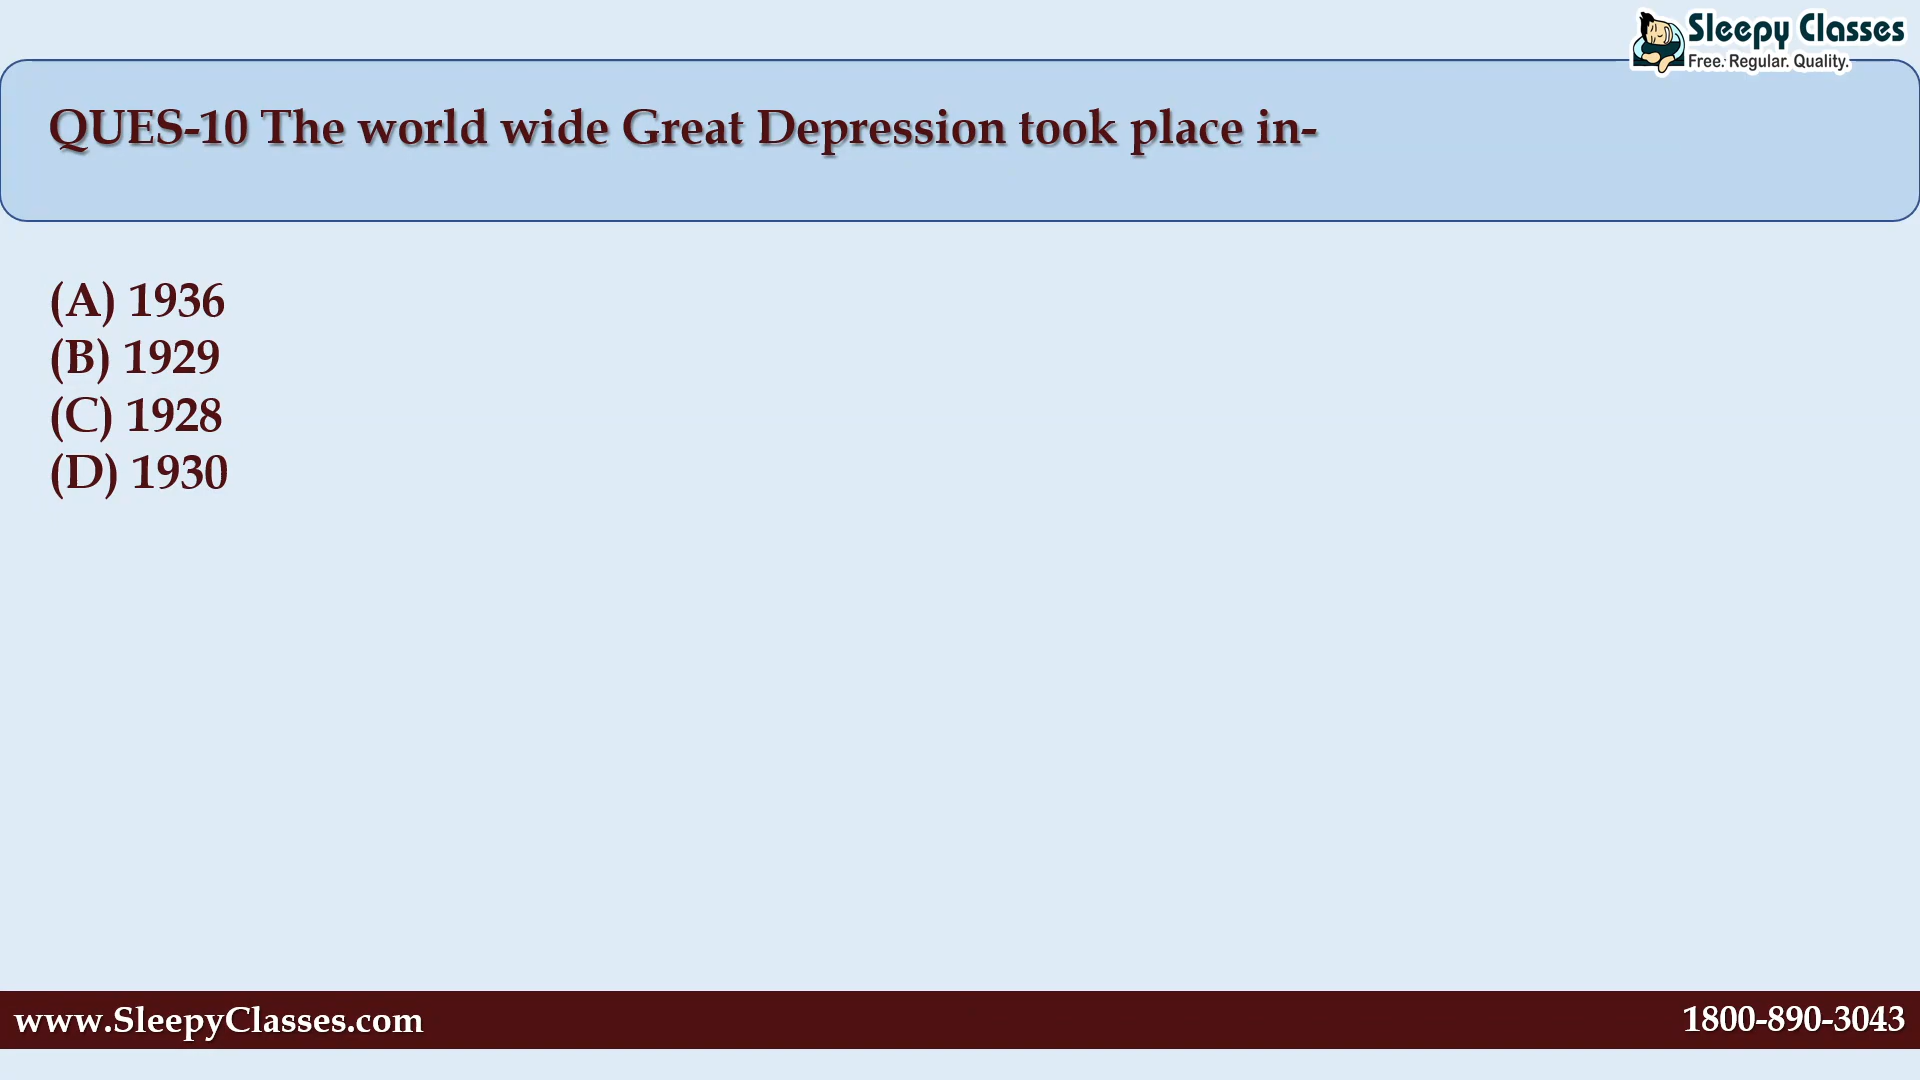 Sleepy Classes
Free. Regular. Quality.
QUES-10 The world wide Great Depression took place in-
(A) 1936
(B) 1929
(C) 1928
(D) 1930
www.SleepyClasses.com
1800-890-3043